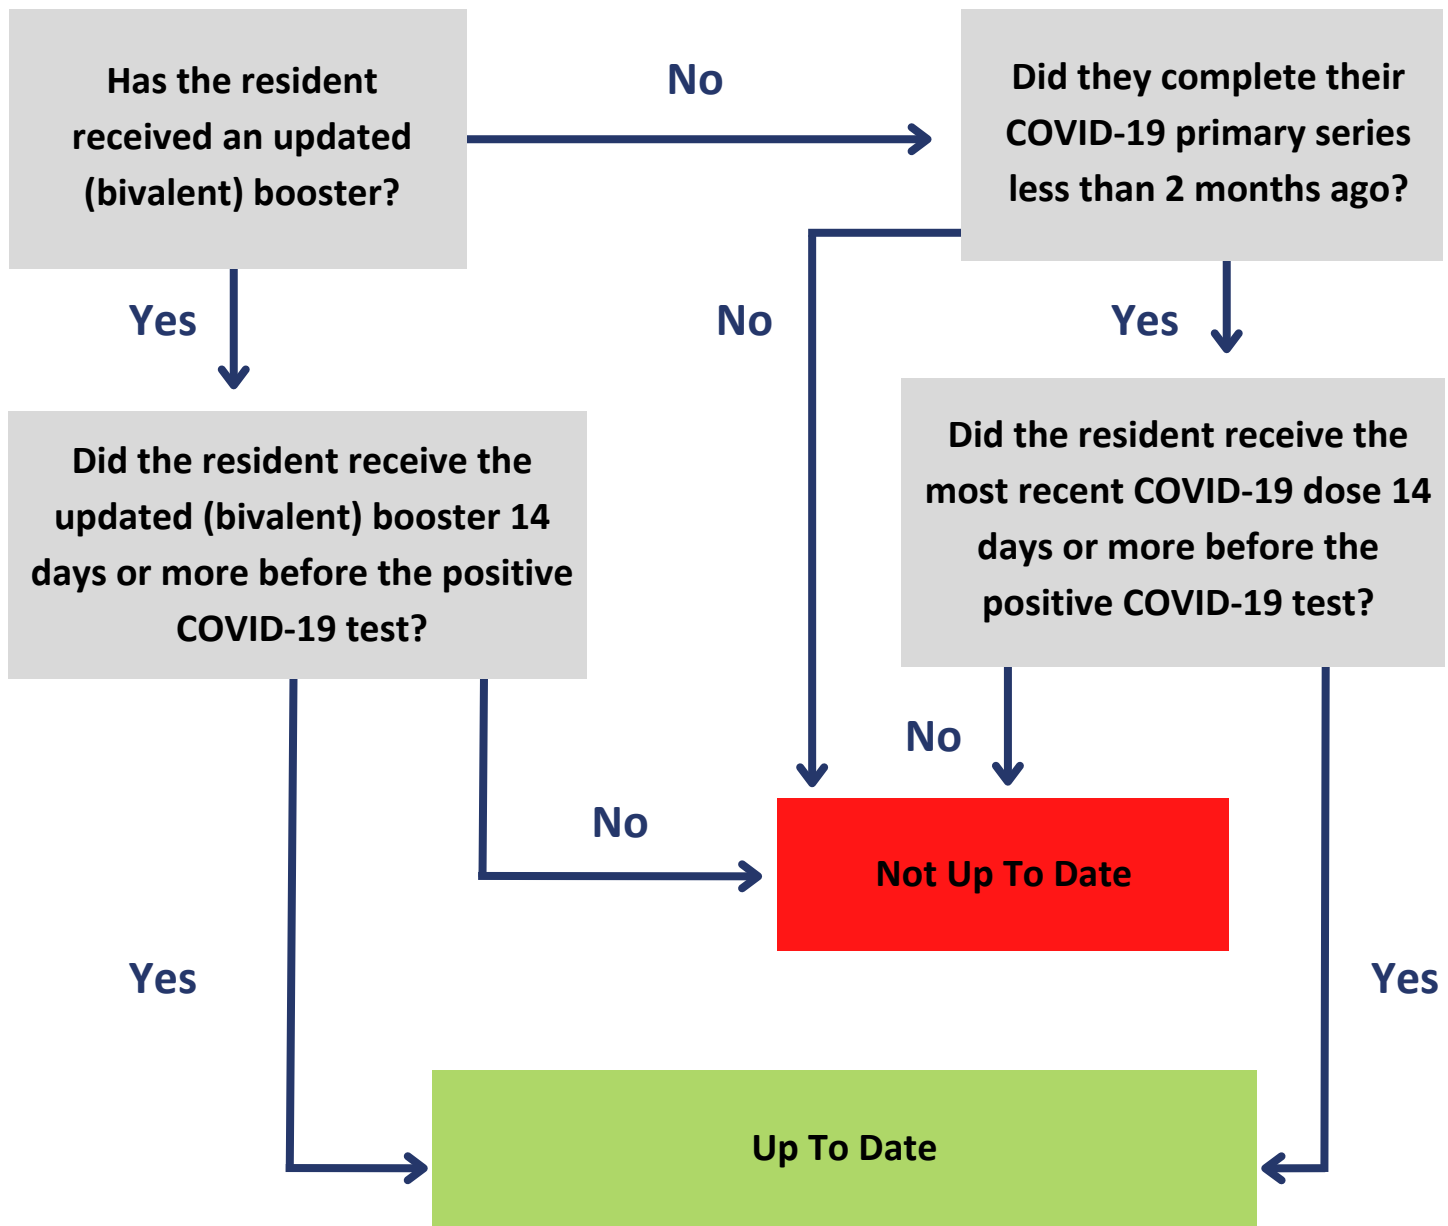 Has the resident
received an updated
(bivalent) booster?
No
Did they complete their
COVID-19 primary series
less than 2 months ago?
Yes
No
Yes
Did the resident receive the
updated (bivalent) booster 14
days or more before the positive
COVID-19 test?
Did the resident receive the
most recent COVID-19 dose 14
days or more before the
positive COVID-19 test?
No
No
Not Up To Date
Yes
Yes
Up To Date